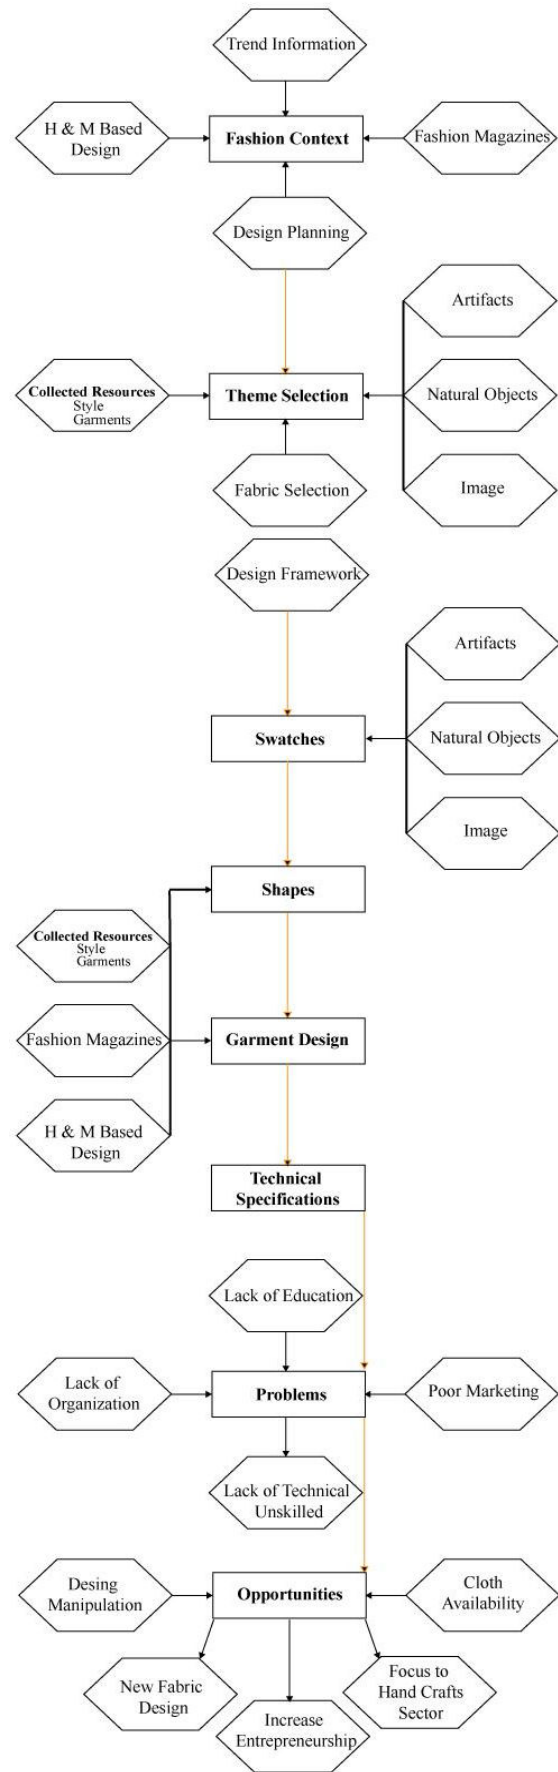 Trend Information
H & M Based
Design
Fashion Context
Fashion Magazines
Design Planning
Artifacts
Collected Resources
Style
Garments
Theme Selection
Natural Objects
Fabric Selection
Image
Design Framework
Artifacts
Swatches
Natural Objects
Image
Shapes
Collected Resources
Style
Garments
Fashion Magazines
Garment Design
H & M Based
Design
Technical
Specifications
Lack of Education
Lack of
Organization
Problems
Poor Marketing
Lack of Technical
Unskilled
Desing
Manipulation
Opportunities
Cloth
Availability
New Fabric
Design
Increase
Entrepreneurship
Focus to
Hand Crafts
Sector